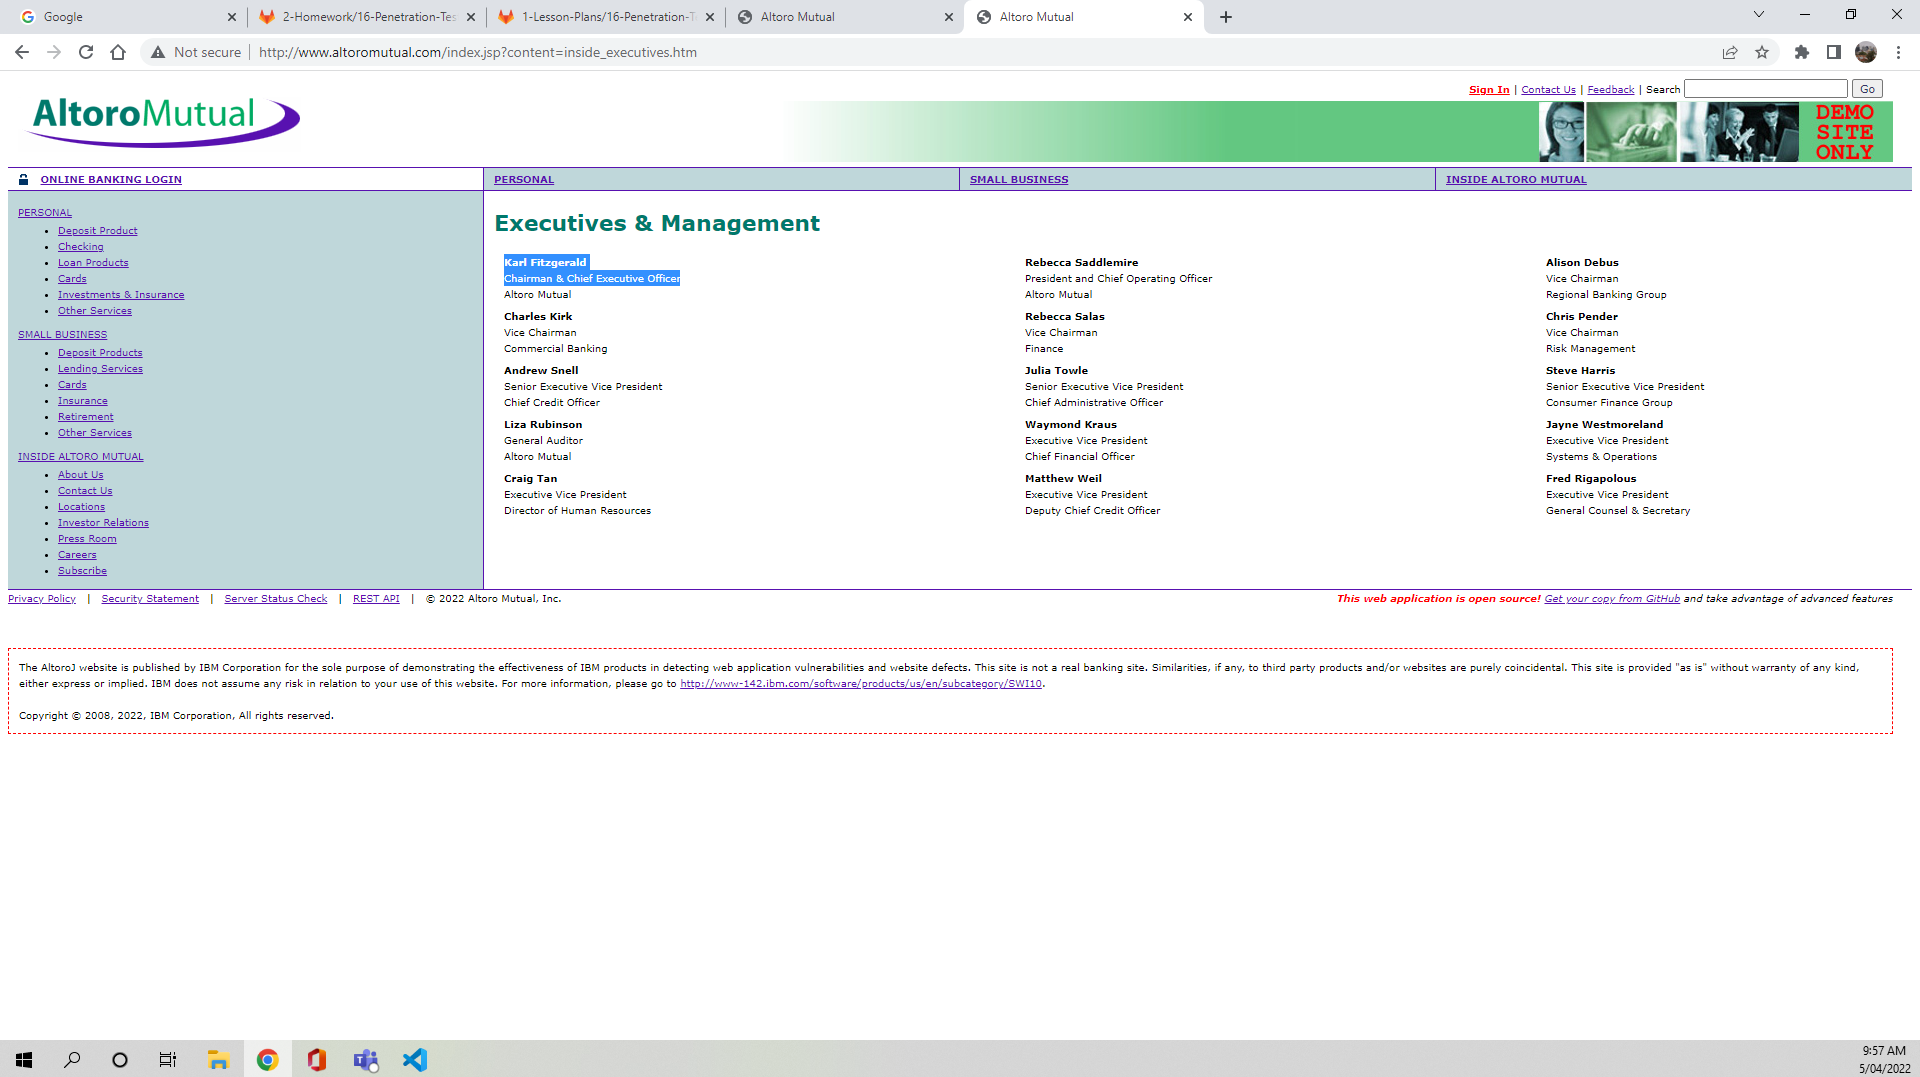 Google
2-Homework/16-Penetration-Tes
1-Lesson-Plans/16-Penetration-T
Altoro Mutual
Altoro Mutual
Not secure
http://www.altoromutual.com/index.jsp?content=inside_executives.htm
AltoroMutual
Sign In | Contact Us | Feedback | Search Go
DEMO
SITE
ONLY
ONLINE BANKING LOGIN
PERSONAL
SMALL BUSINESS
INSIDE ALTORO MUTUAL
PERSONAL
Deposit Product
Checking
Loan Products
Cards
Investments & Insurance
Other Services
SMALL BUSINESS
Deposit Products
Lending Services
Cards
Insurance
Retirement
Other Services
INSIDE ALTORO MUTUAL
About Us
Contact Us
Locations
Investor Relations
Press Room
Careers
Subscribe
Executives & Management
Karl Fitzgerald
Chairman & Chief Executive Officer
Altoro Mutual
Rebecca Saddlemire
President and Chief Operating Officer
Altoro Mutual
Alison Debus
Vice Chairman
Regional Banking Group
Charles Kirk
Vice Chairman
Commercial Banking
Rebecca Salas
Vice Chairman
Finance
Chris Pender
Vice Chairman
Risk Management
Andrew Snell
Senior Executive Vice President
Chief Credit Officer
Julia Towle
Senior Executive Vice President
Chief Administrative Officer
Steve Harris
Senior Executive Vice President
Consumer Finance Group
Liza Rubinson
General Auditor
Altoro Mutual
Waymond Kraus
Executive Vice President
Chief Financial Officer
Jayne Westmoreland
Executive Vice President
Systems & Operations
Craig Tan
Executive Vice President
Director of Human Resources
Matthew Weil
Executive Vice President
Deputy Chief Credit Officer
Fred Rigapolous
Executive Vice President
General Counsel & Secretary
Privacy Policy | Security Statement | Server Status Check | REST API | © 2022 Altoro Mutual, Inc.
This web application is open source! Get your copy from GitHub and take advantage of advanced features
The AltoroJ website is published by IBM Corporation for the sole purpose of demonstrating the effectiveness of IBM products in detecting web application vulnerabilities and website defects. This site is not a real banking site. Similarities, if any, to third party products and/or websites are purely coincidental. This site is provided "as is" without warranty of any kind,
either express or implied. IBM does not assume any risk in relation to your use of this website. For more information, please go to http://www-142.ibm.com/software/products/us/en/subcategory/SWI10.
Copyright © 2008, 2022, IBM Corporation, All rights reserved.
9:57 AM
5/04/2022